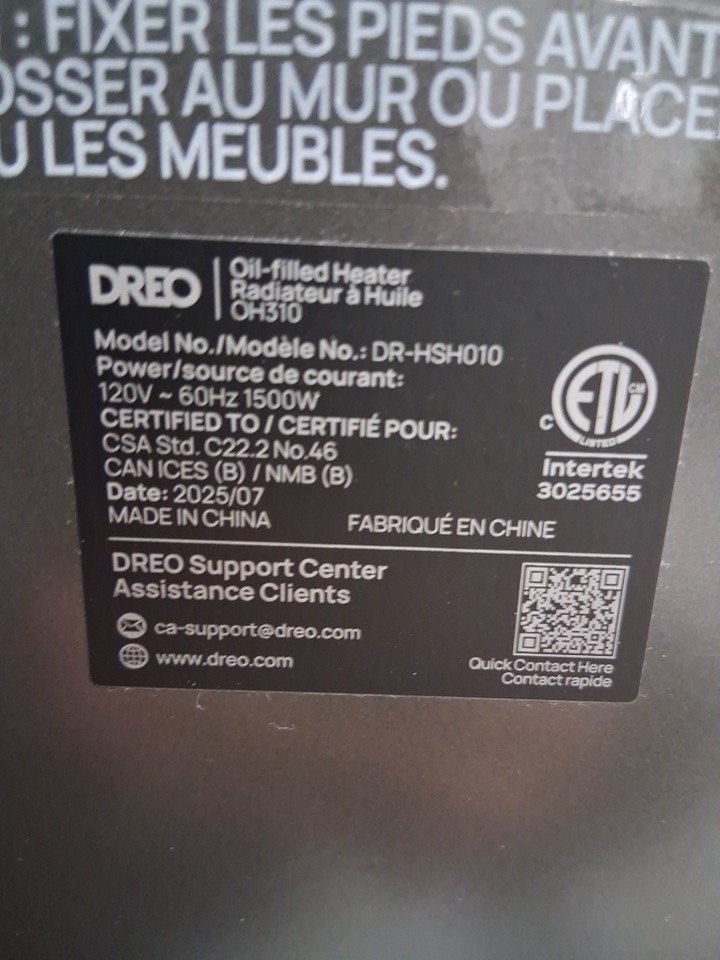 : FIXER LES PIEDS AVANT
OSSER AU MUR OU PLACE
U LES MEUBLES.
DREO
Oil-filled Heater
Radiateur à Huile
OH310
Model No./Modèle No.: DR-HSH010
Power/source de courant:
120V ~ 60Hz 1500W
CERTIFIED TO / CERTIFIÉ POUR:
CSA Std. C22.2 No.46
CAN ICES (B) / NMB (B)
Date: 2025/07
MADE IN CHINA
FABRIQUÉ EN CHINE
C
ETL
CM
LISTED
Intertek
3025655
DREO Support Center
Assistance Clients
ca-support@dreo.com
www.dreo.com
Quick Contact Here
Contact rapide